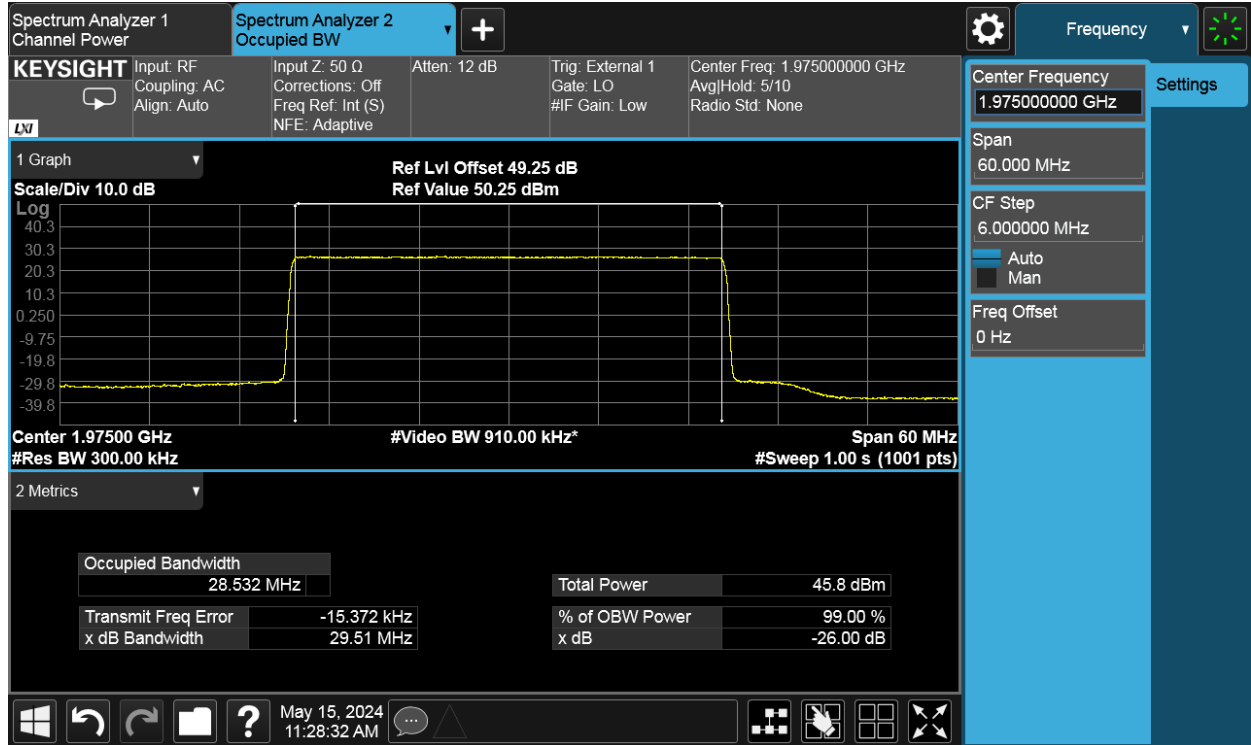 Spectrum Analyzer 1
Channel Power
Spectrum Analyzer 2
Occupied BW
Frequency
KEYSIGHT
LXI
Input: RF
Coupling: AC
Align: Auto
Input Z: 50 Ω
Corrections: Off
Freq Ref: Int (S)
NFE: Adaptive
Atten: 12 dB
Trig: External 1
Gate: LO
#IF Gain: Low
Center Freq: 1.975000000 GHz
Avg|Hold: 5/10
Radio Std: None
Center Frequency
1.975000000 GHz
Settings
Span
60.000 MHz
CF Step
6.000000 MHz
Auto
Man
Freq Offset
0 Hz
1 Graph
Ref Lvl Offset 49.25 dB
Scale/Div 10.0 dB
Ref Value 50.25 dBm
Log
40.3
30.3
20.3
10.3
0.250
-9.75
-19.8
-29.8
-39.8
Center 1.97500 GHz
#Video BW 910.00 kHz*
Span 60 MHz
#Res BW 300.00 kHz
#Sweep 1.00 s (1001 pts)
2 Metrics
Occupied Bandwidth
28.532 MHz
Total Power 45.8 dBm
Transmit Freq Error -15.372 kHz
% of OBW Power 99.00 %
x dB Bandwidth 29.51 MHz
x dB -26.00 dB
?
May 15, 2024
11:28:32 AM